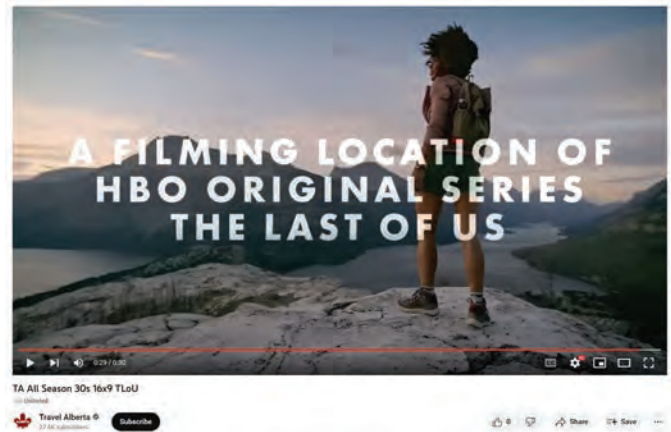 A FILMING LOCATION OF
HBO ORIGINAL SERIES
THE LAST OF US
0:29 / 0:30
TA All Season 30s 16x9 TLoU
Unlisted
Travel Alberta
subscribers
Subscribe
0
Share
Save